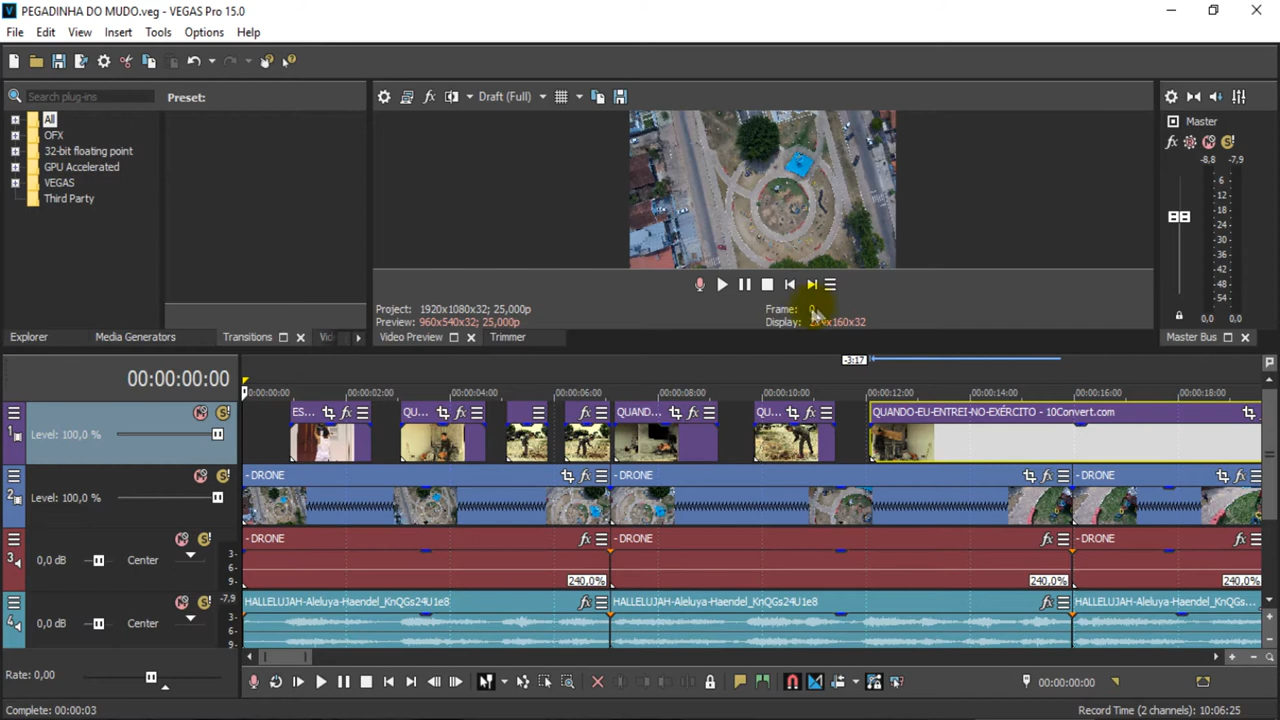 PEGADINHA DO MUDO.veg - VEGAS Pro 15.0
File Edit View Insert Tools Options Help
Search plug-ins
Preset:
Draft (Full)
All
OFX
32-bit floating point
GPU Accelerated
VEGAS
Third Party
Master
-8,8 -7,9
6
12
18
24
30
36
42
48
54
0,0 0,0
Project: 1920x1080x32; 25,000p
Frame: 0
Preview: 960x540x32; 25,000p
Display:
Explorer Media Generators Transitions
Video Preview Trimmer
Master Bus
-3:17
00:00:00:00
00:00:00:00 00:00:02:00 00:00:04:00 00:00:06:00 00:00:08:00 00:00:10:00 00:00:12:00 00:00:14:00 00:00:16:00 00:00:18:00
1
Level: 100,0 %
ES... QU... QUAND... QU... QUANDO-EU-ENTREI-NO-EXÉRCITO - 10Convert.com
2
Level: 100,0 %
- DRONE - DRONE - DRONE
3
0,0 dB Center
3-
6-
9-
- DRONE - DRONE - DRONE
240,0% 240,0% 240,0%
-7,9
4
0,0 dB Center
3-
6-
9-
HALLELUJAH-Aleluya-Haendel_KnQGs24U1e8 HALLELUJAH-Aleluya-Haendel_KnQGs24U1e8 HALLELUJAH-Aleluya-Haendel_KnQGs...
Rate: 0,00
00:00:00:00
Complete: 00:00:03
Record Time (2 channels): 10:06:25